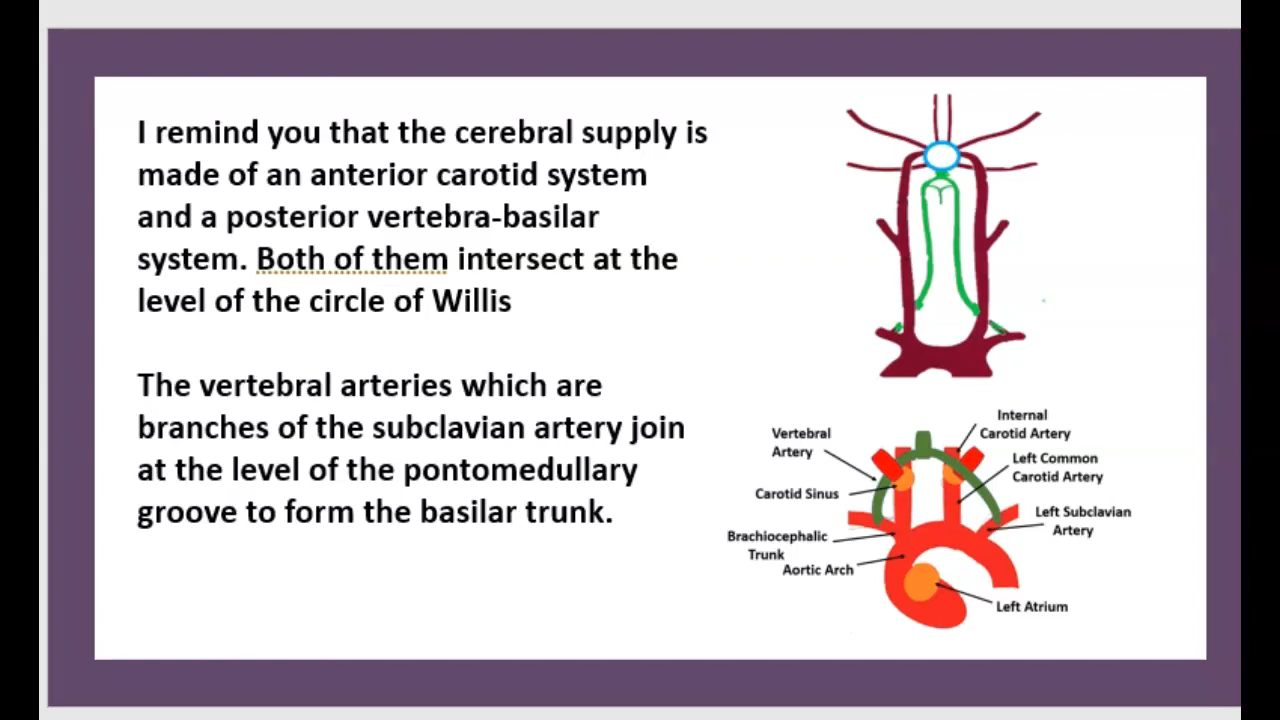 I remind you that the cerebral supply is
made of an anterior carotid system
and a posterior vertebra-basilar
system. Both of them intersect at the
level of the circle of Willis
The vertebral arteries which are
branches of the subclavian artery join
at the level of the pontomedullary
groove to form the basilar trunk.
Internal
Carotid Artery
Vertebral
Artery
Left Common
Carotid Artery
Carotid Sinus
Left Subclavian
Artery
Brachiocephalic
Trunk
Aortic Arch
Left Atrium